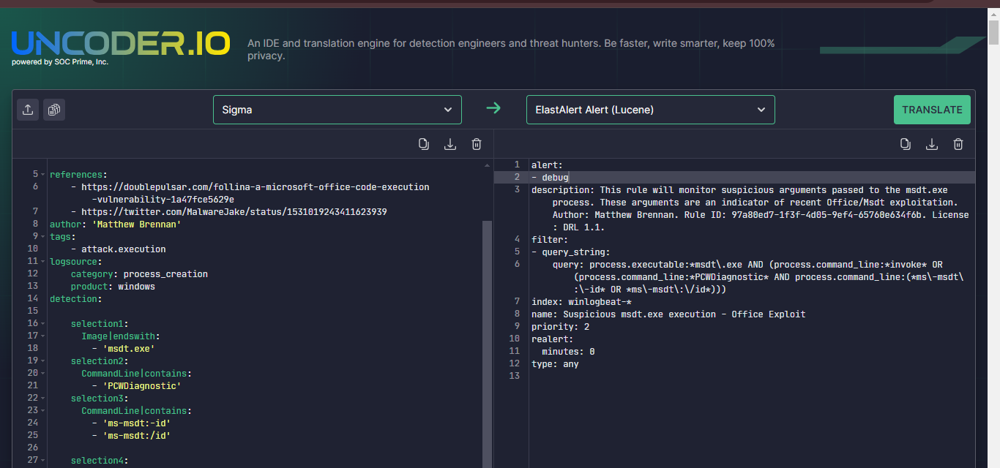 UNCODER.IO
powered by SOC Prime, Inc.
An IDE and translation engine for detection engineers and threat hunters. Be faster, write smarter, keep 100%
privacy.
Sigma
ElastAlert Alert (Lucene)
TRANSLATE
5 references:
6 - https://doublepulsar.com/follina-a-microsoft-office-code-execution
-vulnerability-1a47fce5629e
7 - https://twitter.com/MalwareJake/status/1531019243411623939
8 author: 'Matthew Brennan'
9 tags:
10 - attack.execution
11 logsource:
12 category: process_creation
13 product: windows
14 detection:
15
16 selection1:
17 Image|endswith:
18 - 'msdt.exe'
19 selection2:
20 CommandLine|contains:
21 - 'PCWDiagnostic'
22 selection3:
23 CommandLine|contains:
24 - 'ms-msdt:-id'
25 - 'ms-msdt:/id'
26
27 selection4:
1 alert:
2 - debug
3 description: This rule will monitor suspicious arguments passed to the msdt.exe
process. These arguments are an indicator of recent Office/Msdt exploitation.
Author: Matthew Brennan. Rule ID: 97a80ed7-1f3f-4d05-9ef4-65760e634f6b. License
: DRL 1.1.
4 filter:
5 - query_string:
6 query: process.executable:*msdt\.exe AND (process.command_line:*invoke* OR
(process.command_line:*PCWDiagnostic* AND process.command_line:(*ms\-msdt\
:\-id* OR *ms\-msdt\:\/id*)))
7 index: winlogbeat-*
8 name: Suspicious msdt.exe execution - Office Exploit
9 priority: 2
10 realert:
11 minutes: 0
12 type: any
13